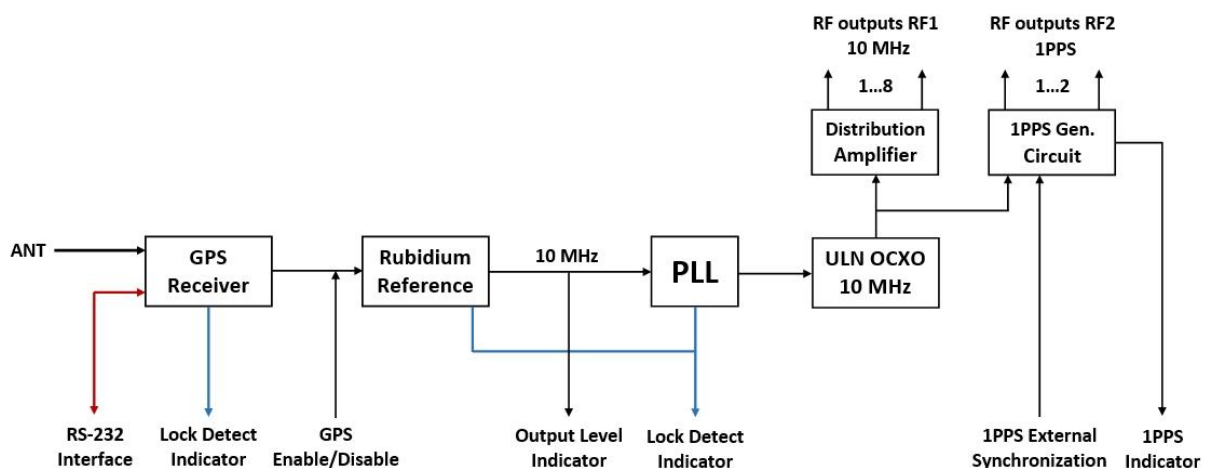 RF outputs RF1
10 MHz
1...8
RF outputs RF2
1PPS
1...2
Distribution
Amplifier
1PPS Gen.
Circuit
ANT
GPS
Receiver
Rubidium
Reference
10 MHz
PLL
ULN OCXO
10 MHz
RS-232
Interface
Lock Detect
Indicator
GPS
Enable/Disable
Output Level
Indicator
Lock Detect
Indicator
1PPS External
Synchronization
1PPS
Indicator